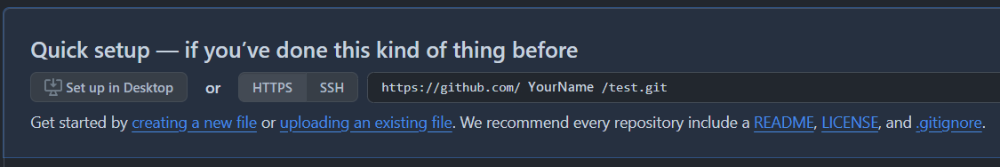 Quick setup — if you’ve done this kind of thing before
Set up in Desktop or HTTPS SSH https://github.com/ YourName /test.git
Get started by creating a new file or uploading an existing file. We recommend every repository include a README, LICENSE, and .gitignore.